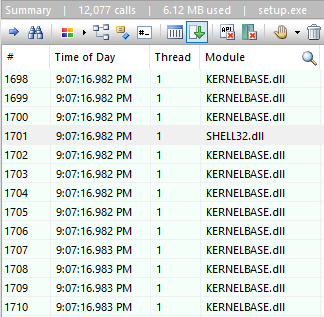 Summary | 12,077 calls | 6.12 MB used | setup.exe
# Time of Day Thread Module
1698 9:07:16.982 PM 1 KERNELBASE.dll
1699 9:07:16.982 PM 1 KERNELBASE.dll
1700 9:07:16.982 PM 1 KERNELBASE.dll
1701 9:07:16.982 PM 1 SHELL32.dll
1702 9:07:16.982 PM 1 KERNELBASE.dll
1703 9:07:16.982 PM 1 KERNELBASE.dll
1704 9:07:16.982 PM 1 KERNELBASE.dll
1705 9:07:16.982 PM 1 KERNELBASE.dll
1706 9:07:16.982 PM 1 KERNELBASE.dll
1707 9:07:16.983 PM 1 KERNELBASE.dll
1708 9:07:16.983 PM 1 KERNELBASE.dll
1709 9:07:16.983 PM 1 KERNELBASE.dll
1710 9:07:16.983 PM 1 KERNELBASE.dll